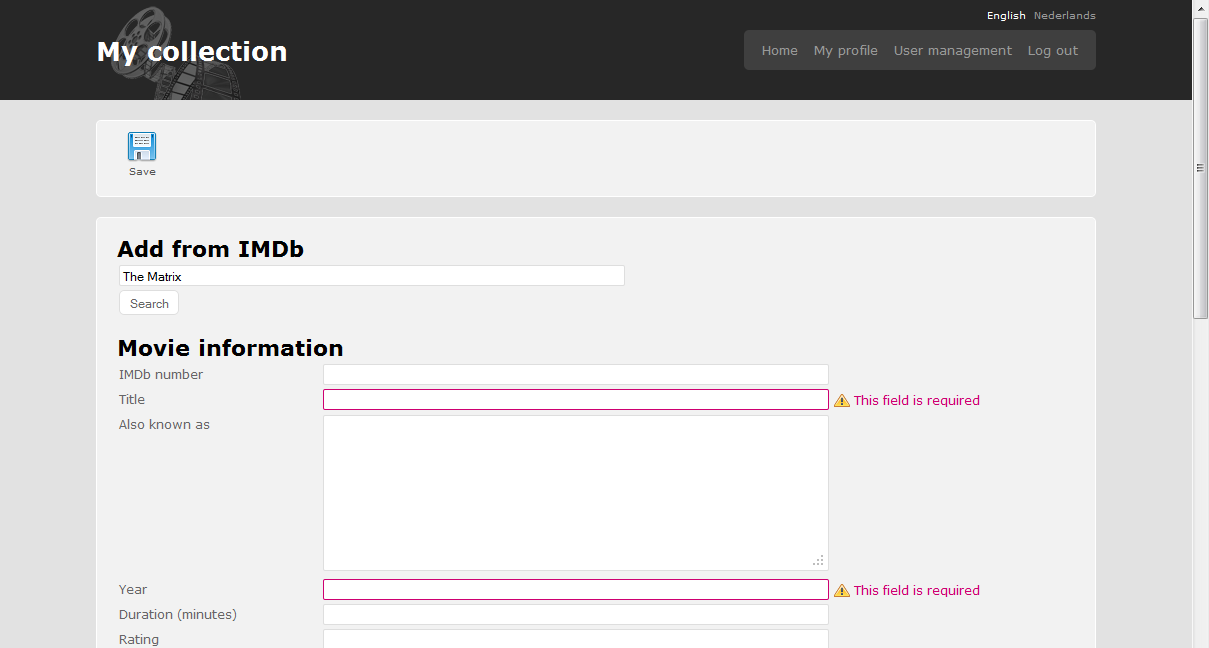 English Nederlands
My collection
Home My profile User management Log out
Save
Add from IMDb
The Matrix
Search
Movie information
IMDb number
Title This field is required
Also known as
Year This field is required
Duration (minutes)
Rating